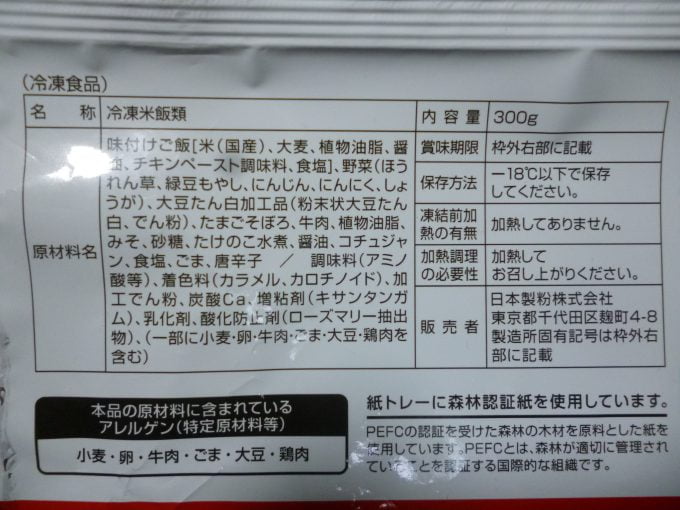 (冷凍食品)
名 称 冷凍米飯類
原材料名
味付けご飯[米(国産)、大麦、植物油脂、醤
油、チキンペースト調味料、食塩]、野菜(ほう
れん草、緑豆もやし、にんじん、にんにく、しょ
うが)、大豆たん白加工品(粉末状大豆たん
白、でん粉)、たまごそぼろ、牛肉、植物油脂、
みそ、砂糖、たけのこ水煮、醤油、コチュジャ
ン、食塩、ごま、唐辛子 / 調味料(アミノ
酸等)、着色料(カラメル、カロチノイド)、加
工でん粉、炭酸Ca、増粘剤(キサンタンガ
ム)、乳化剤、酸化防止剤(ローズマリー抽出
物)、(一部に小麦・卵・牛肉・ごま・大豆・鶏肉を
含む)
内容量 300g
賞味期限 枠外右部に記載
保存方法 −18℃以下で保存
してください。
凍結前加
熱の有無 加熱してありません。
加熱調理
の必要性 加熱して
お召し上がりください。
販売者
日本製粉株式会社
東京都千代田区麹町4-8
製造所固有記号は枠外右
部に記載
本品の原材料に含まれている
アレルゲン(特定原材料等)
小麦・卵・牛肉・ごま・大豆・鶏肉
紙トレーに森林認証紙を使用しています。
PEFCの認証を受けた森林の木材を原料とした紙を
使用しています。PEFCとは、森林が適切に管理され
ていることを認証する国際的な組織です。